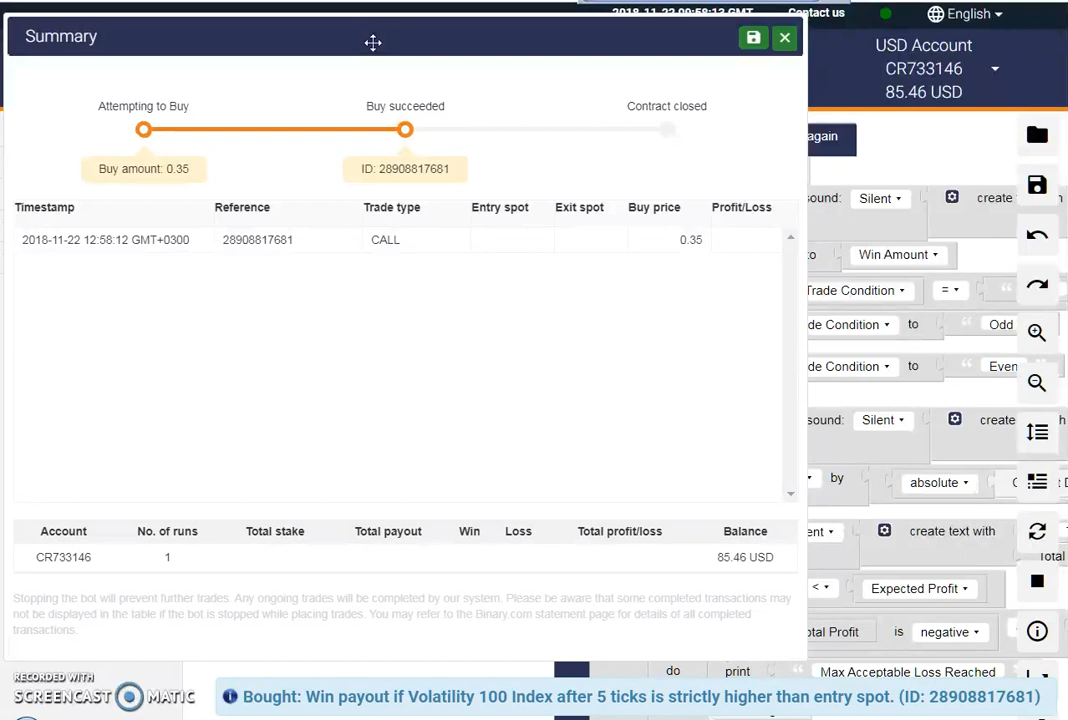 2018-11-22 09:58:13 GMT
Contact us
English
Summary
USD Account
CR733146
85.46 USD
Attempting to Buy
Buy succeeded
Contract closed
again
Buy amount: 0.35
ID: 28908817681
Timestamp
Reference
Trade type
Entry spot
Exit spot
Buy price
Profit/Loss
sound:
Silent
create
2018-11-22 12:58:12 GMT+0300
28908817681
CALL
0.35
to
Win Amount
Trade Condition
=
de Condition
to
“
Odd
de Condition
to
“
Even
”
sound:
Silent
create
by
absolute
Account
No. of runs
Total stake
Total payout
Win
Loss
Total profit/loss
Balance
ent
create text with
CR733146
1
85.46 USD
Total
<
Expected Profit
Stopping the bot will prevent further trades. Any ongoing trades will be completed by our system. Please be aware that some completed transactions may
not be displayed in the table if the bot is stopped while placing trades. You may refer to the Binary.com statement page for details of all completed
transactions.
otal Profit
is
negative
do
print
“
Max Acceptable Loss Reached
RECORDED WITH
SCREENCAST MATIC
Bought: Win payout if Volatility 100 Index after 5 ticks is strictly higher than entry spot. (ID: 28908817681)